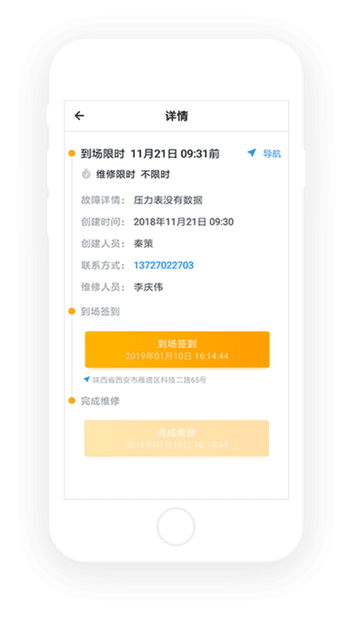 详情
到场限时 11月21日 09:31前 导航
维修限时 不限时
故障详情： 压力表没有数据
创建时间： 2018年11月21日 09:30
创建人员： 秦策
联系方式： 13727022703
维修人员： 李庆伟
到场签到
到场签到
2019年01月10日 16:14:44
陕西省西安市雁塔区科技二路65号
完成维修
完成维修
2019年01月10日 16:14:44